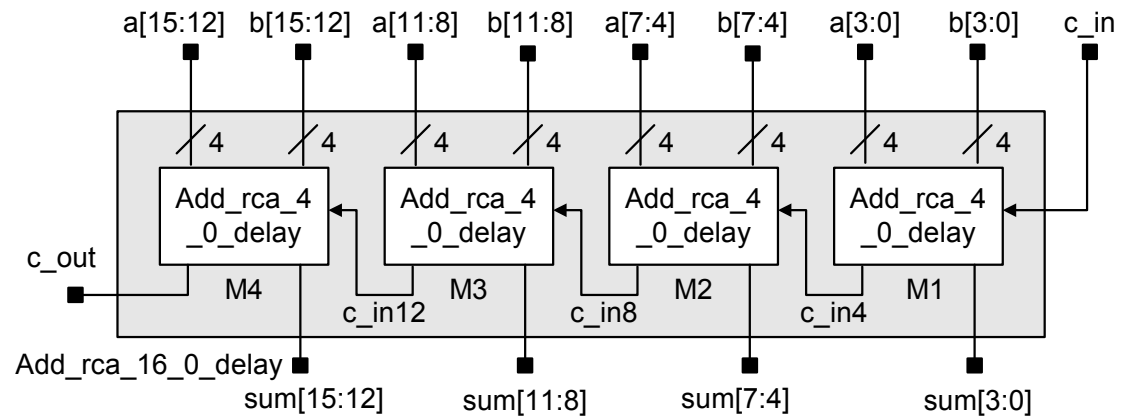 a[15:12] b[15:12] a[11:8] b[11:8] a[7:4] b[7:4] a[3:0] b[3:0] c_in
4 4 4 4 4 4 4 4
Add_rca_4 Add_rca_4 Add_rca_4 Add_rca_4
_0_delay _0_delay _0_delay _0_delay
c_out
M4 M3 M2 M1
c_in12 c_in8 c_in4
Add_rca_16_0_delay
sum[15:12] sum[11:8] sum[7:4] sum[3:0]